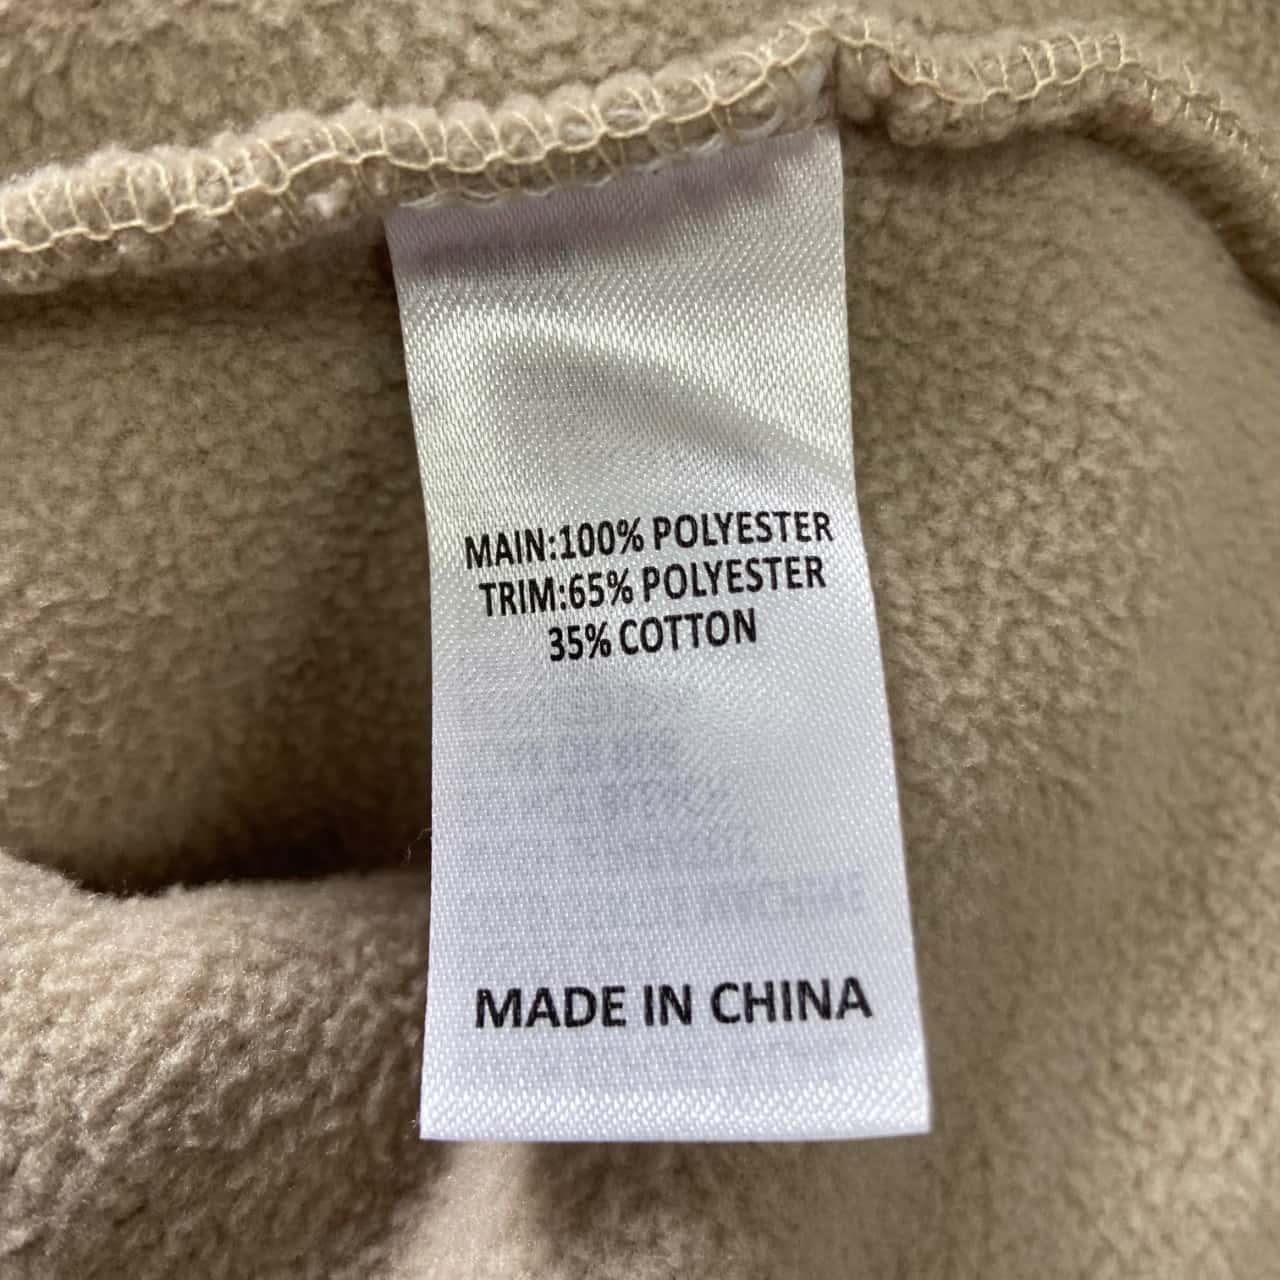 MAIN:100% POLYESTER
TRIM:65% POLYESTER
35% COTTON
MADE IN CHINA